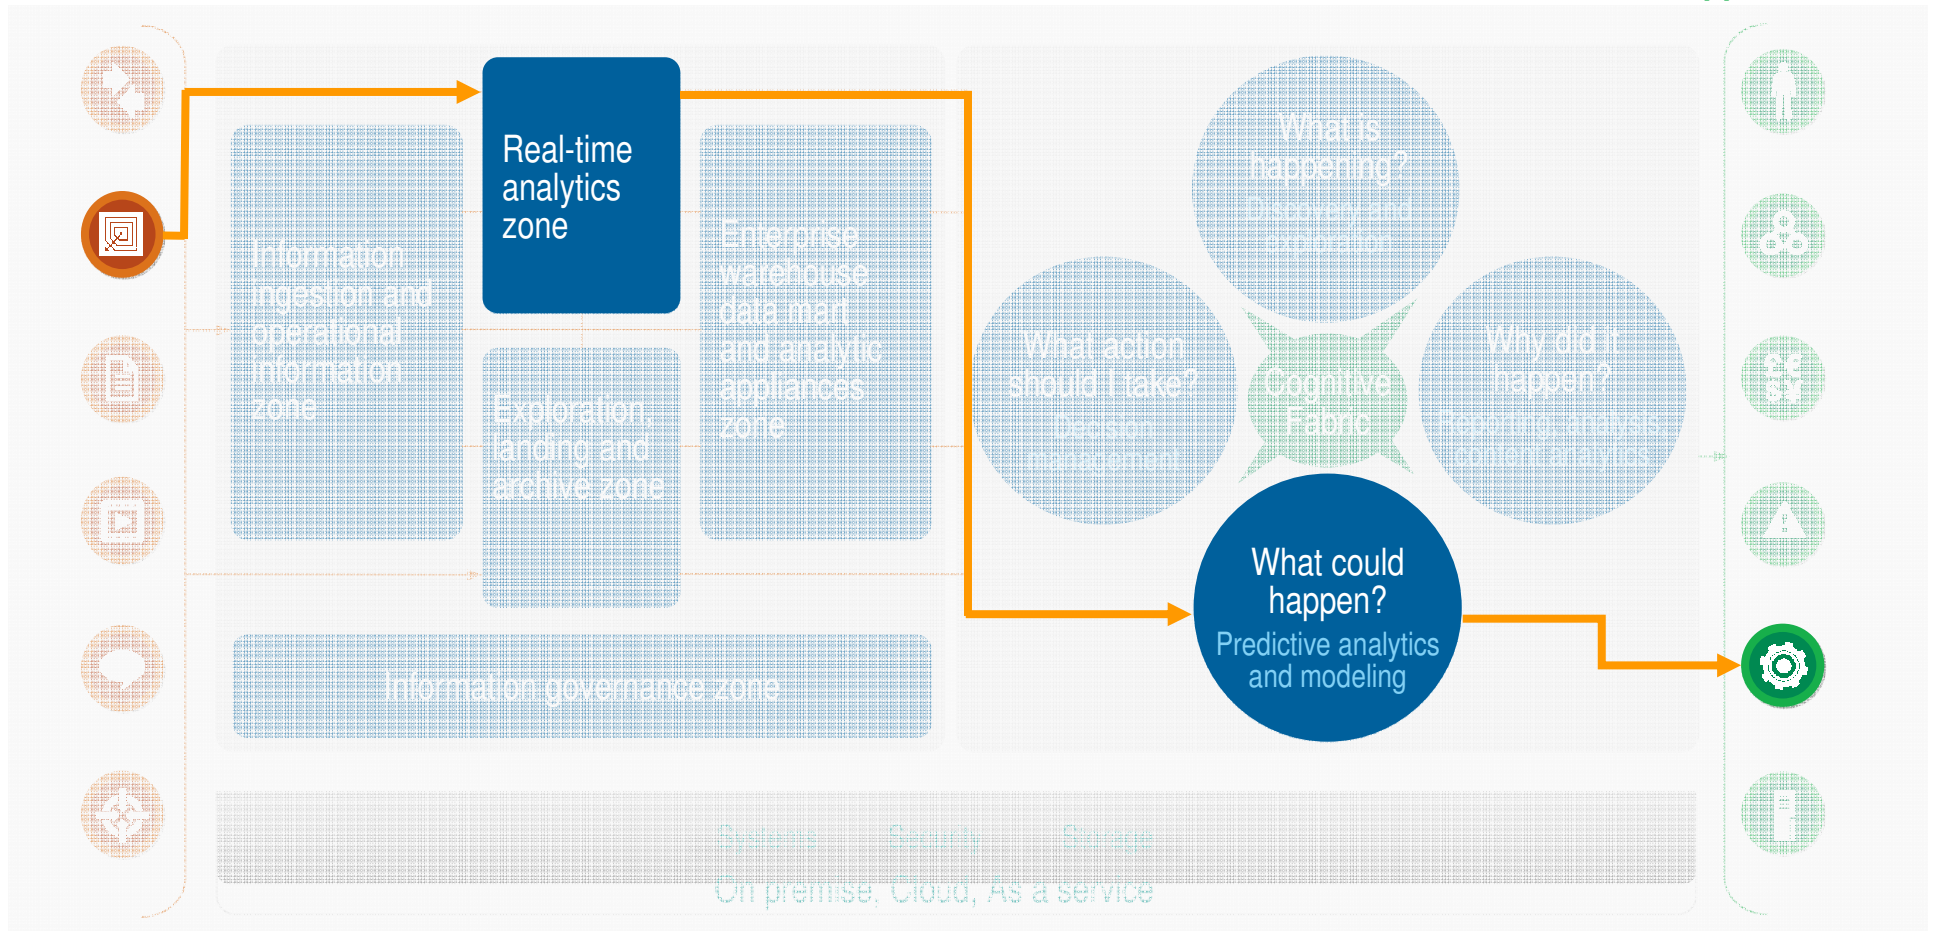 Real-time
analytics
zone
Information
ingestion and
operational
information
zone
Exploration,
landing and
archive zone
Enterprise
warehouse
data mart
and analytic
appliances
zone
Information governance zone
What is
happening?
Discovery and
exploration
What action
should I take?
Decision
management
Cognitive
Fabric
Why did it
happen?
Reporting, analysis,
content analytics
What could
happen?
Predictive analytics
and modeling
Systems Security Storage
On premise, Cloud, As a service